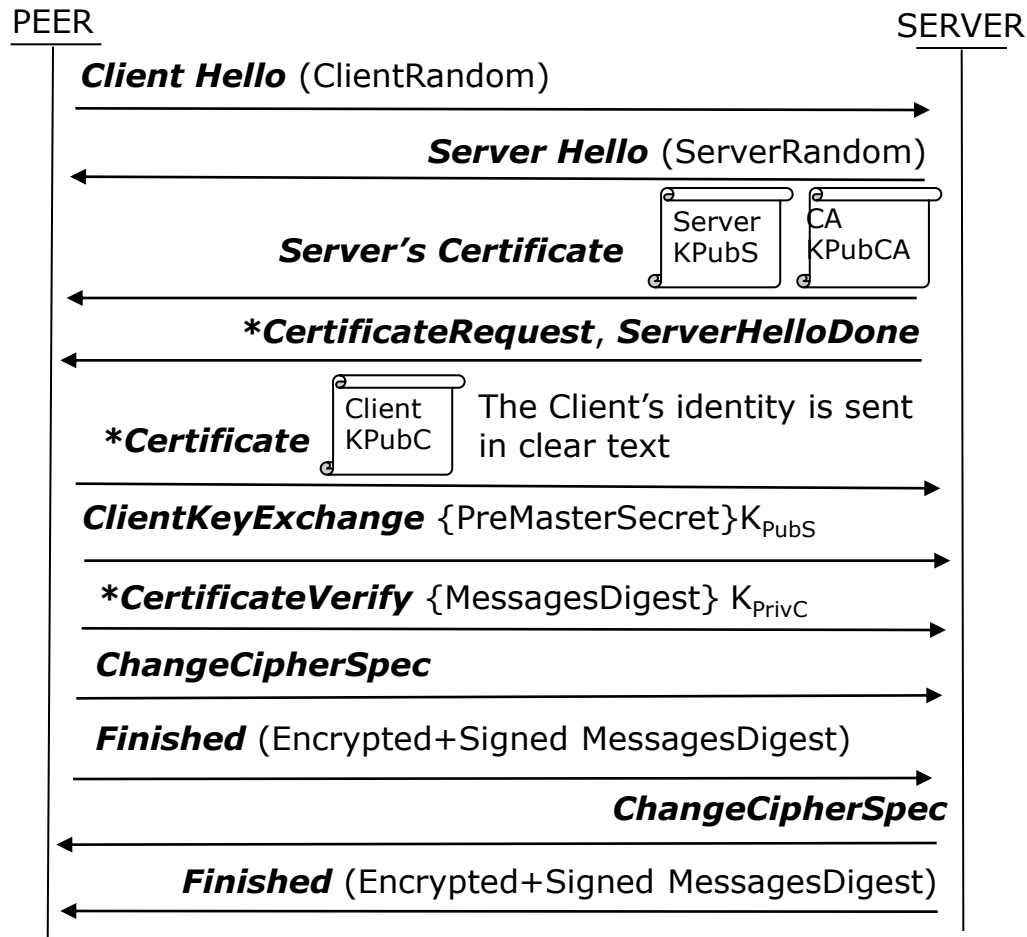 PEER
SERVER
Client Hello (ClientRandom)
Server Hello (ServerRandom)
Server’s Certificate
Server
KPubS
CA
KPubCA
*CertificateRequest, ServerHelloDone
*Certificate
Client
KPubC
The Client’s identity is sent
in clear text
ClientKeyExchange {PreMasterSecret}KPubS
*CertificateVerify {MessagesDigest} KPrivC
ChangeCipherSpec
Finished (Encrypted+Signed MessagesDigest)
ChangeCipherSpec
Finished (Encrypted+Signed MessagesDigest)